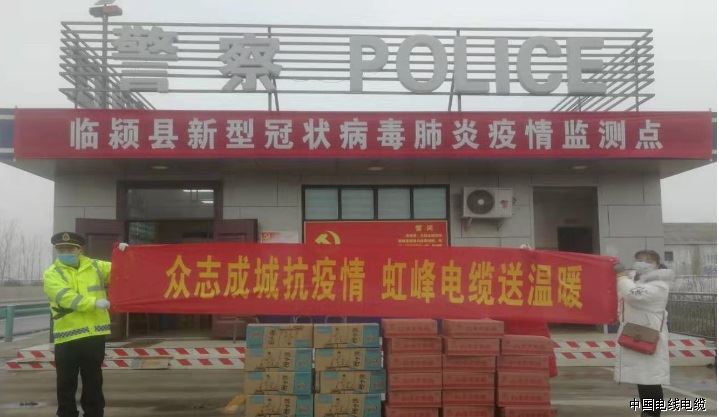 警察 POLICE
临颍县新型冠状病毒肺炎疫情监测点
众志成城抗疫情 虹峰电缆送温暖
中国电线电缆